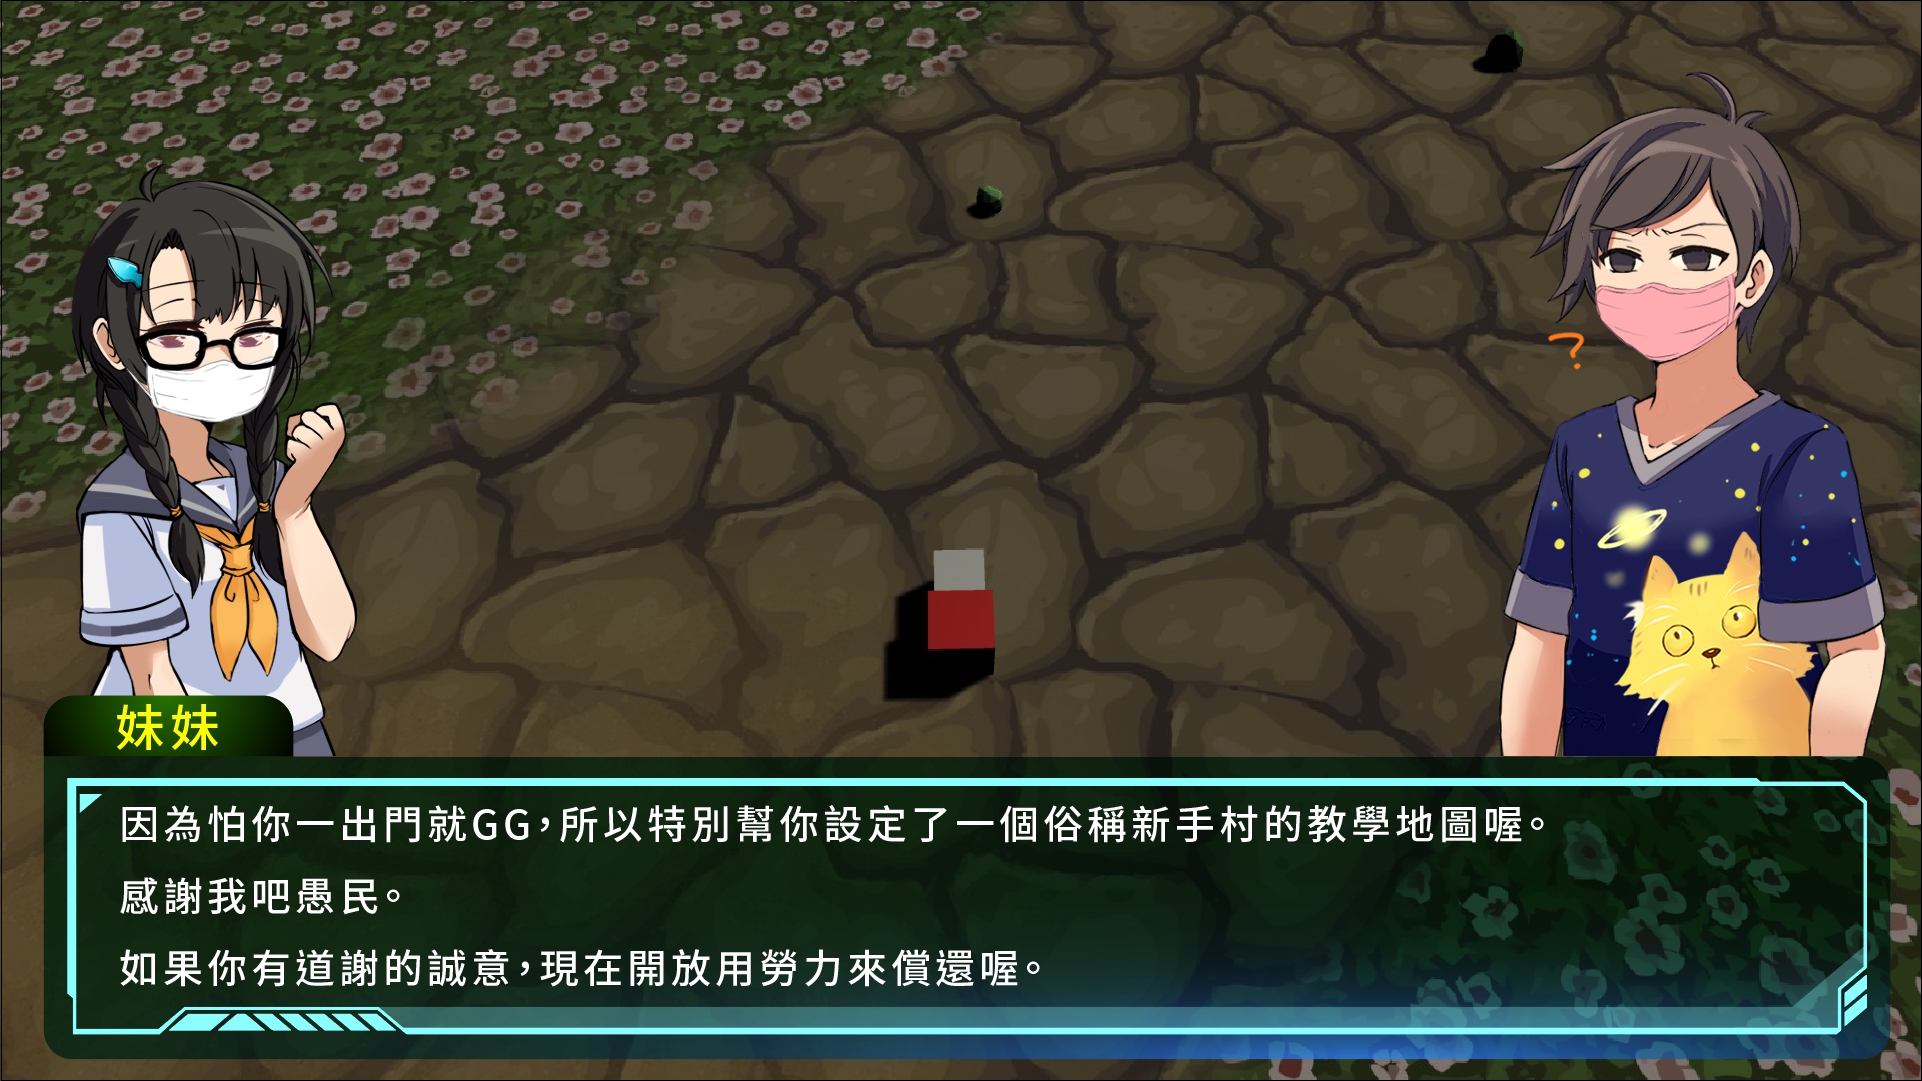 妹妹
因為怕你一出門就GG，所以特別幫你設定了一個俗稱新手村的教學地圖喔。
感謝我吧愚民。
如果你有道謝的誠意，現在開放用勞力來償還喔。
?